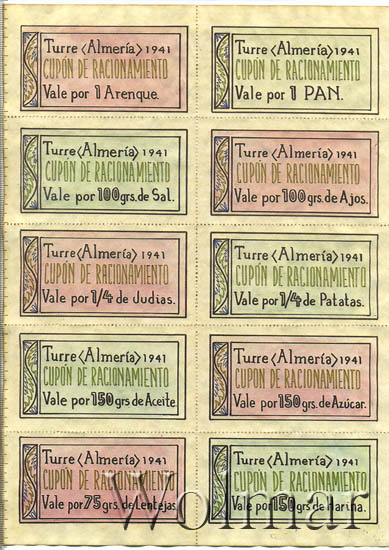 Turre <Almería> 1941
CUPÓN DE RACIONAMIENTO
Vale por 1 Arenque.
Turre <Almería> 1941
CUPÓN DE RACIONAMIENTO
Vale por 1 PAN.
Turre <Almería> 1941
CUPÓN DE RACIONAMIENTO
Vale por 100 grs. de Sal.
Turre <Almería> 1941
CUPÓN DE RACIONAMIENTO
Vale por 100 grs. de Ajos.
Turre <Almería> 1941
CUPÓN DE RACIONAMIENTO
Vale por 1/4 de Judias.
Turre <Almería> 1941
CUPÓN DE RACIONAMIENTO
Vale por 1/4 de Patatas.
Turre <Almería> 1941
CUPÓN DE RACIONAMIENTO
Vale por 150 grs de Aceite
Turre <Almería> 1941
CUPÓN DE RACIONAMIENTO
Vale por 150 grs. de Azúcar.
Turre <Almería> 1941
CUPÓN DE RACIONAMIENTO
Vale por 75 grs. de Lentejas
Turre <Almería> 1941
CUPÓN DE RACIONAMIENTO
Vale por 150 grs. de Harina.
Wolmar